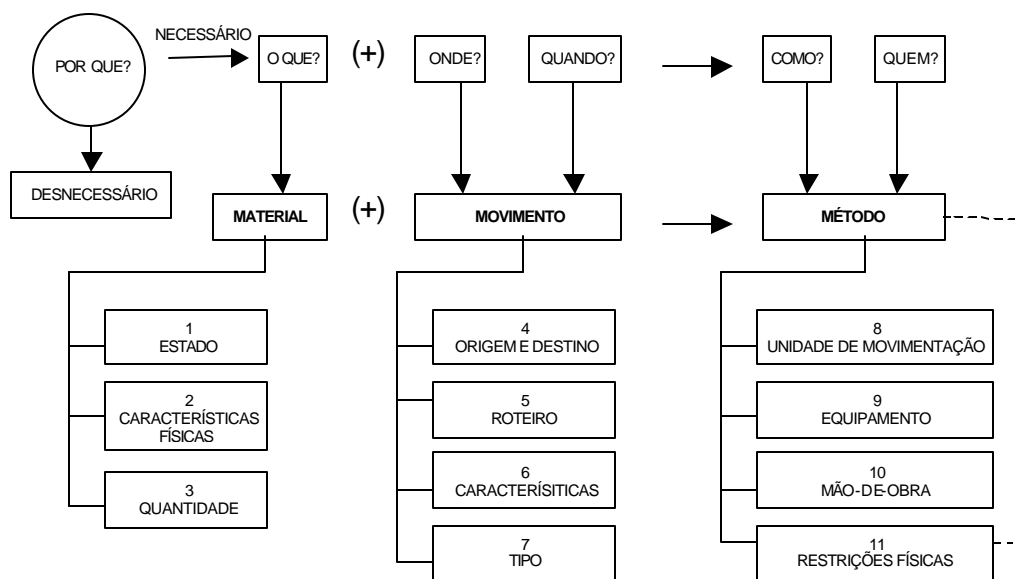 NECESSÁRIO
POR QUE?
O QUE?
(+)
ONDE?
QUANDO?
COMO?
QUEM?
DESNECESSÁRIO
MATERIAL
(+)
MOVIMENTO
MÉTODO
1
ESTADO
2
CARACTERÍSTICAS
FÍSICAS
3
QUANTIDADE
4
ORIGEM E DESTINO
5
ROTEIRO
6
CARACTERÍSITICAS
7
TIPO
8
UNIDADE DE MOVIMENTAÇÃO
9
EQUIPAMENTO
10
MÃO-DE-OBRA
11
RESTRIÇÕES FÍSICAS